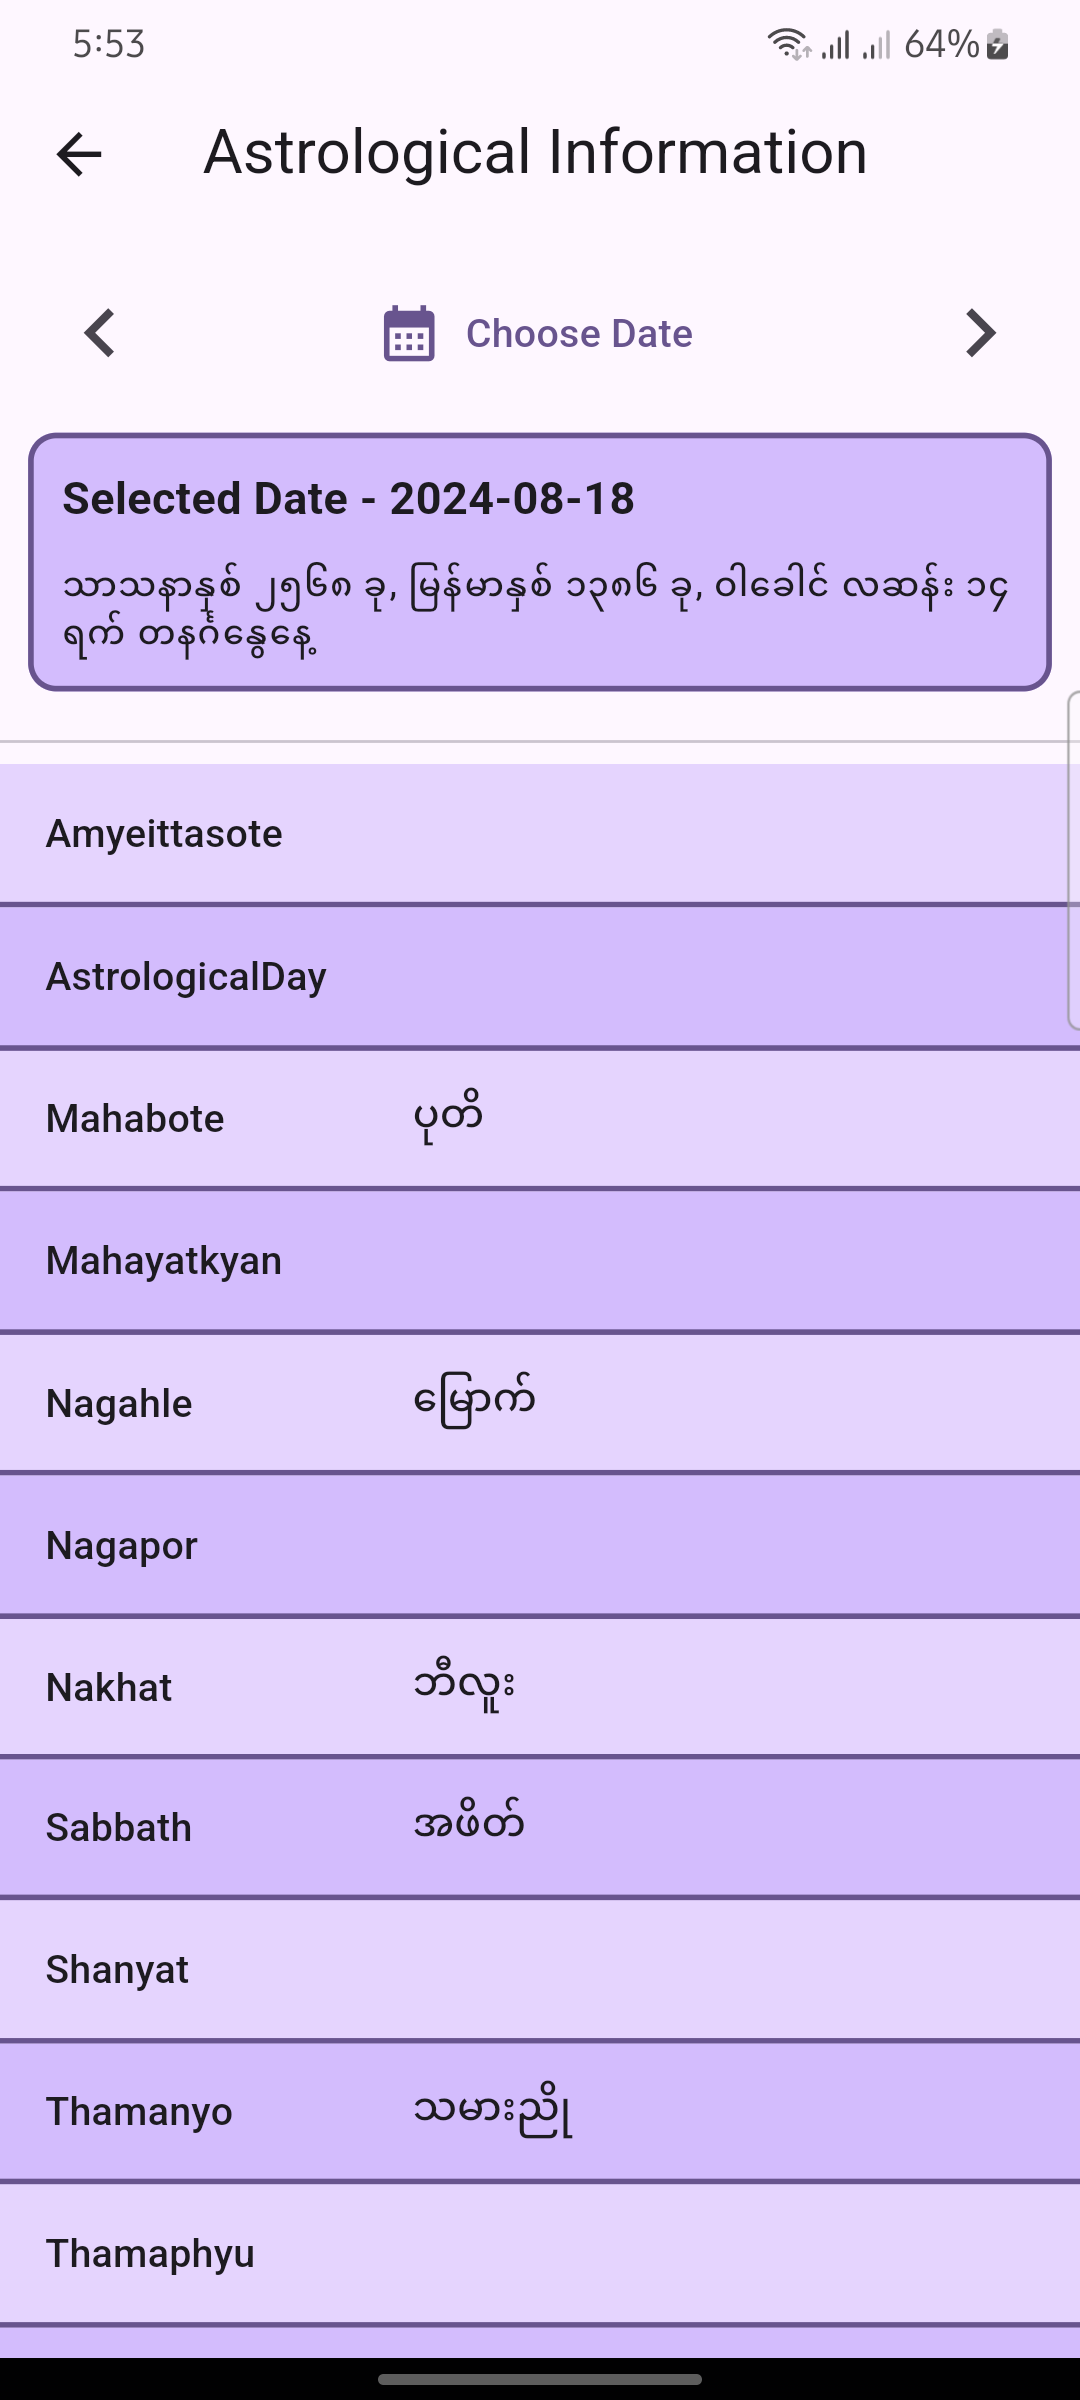 5:53
64%
Astrological Information
Choose Date
Selected Date - 2024-08-18
သာသနာနှစ် ၂၅၆၈ ခု, မြန်မာနှစ် ၁၃၈၆ ခု, ဝါခေါင် လဆန်း ၁၄
ရက် တနင်္ဂနွေနေ့
Amyeittasote
AstrologicalDay
Mahabote ပုတိ
Mahayatkyan
Nagahle မြောက်
Nagapor
Nakhat ဘီလူး
Sabbath အဖိတ်
Shanyat
Thamanyo သမားညို
Thamaphyu